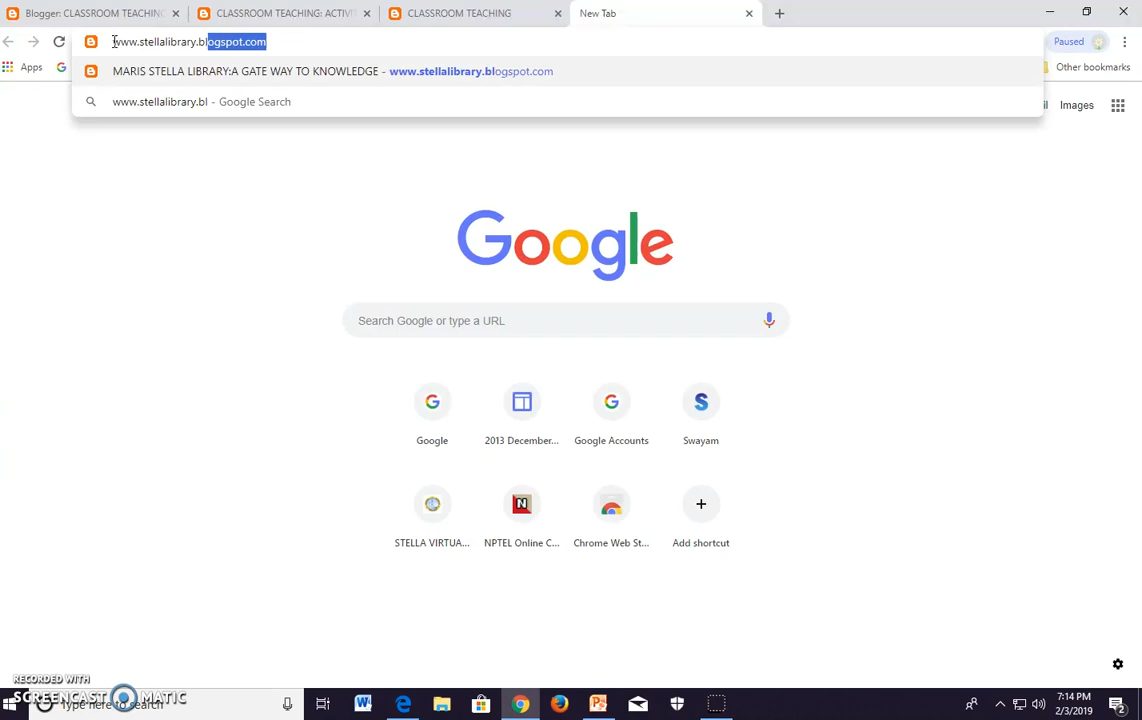 Blogger: CLASSROOM TEACHING
CLASSROOM TEACHING: ACTIVI
CLASSROOM TEACHING
New Tab
www.stellalibrary.blogspot.com
Paused
Apps
MARIS STELLA LIBRARY:A GATE WAY TO KNOWLEDGE - www.stellalibrary.blogspot.com
Other bookmarks
www.stellalibrary.bl - Google Search
Images
Google
Search Google or type a URL
Google
2013 December...
Google Accounts
Swayam
STELLA VIRTUA...
NPTEL Online C...
Chrome Web St...
Add shortcut
RECORDED WITH
SCREENCAST MATIC
Type here to search
7:14 PM
2/3/2019
2